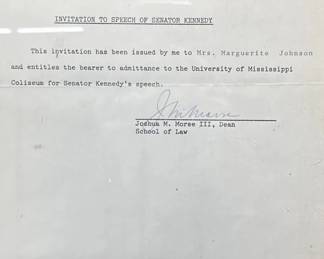 INVITATION TO SPEECH OF SENATOR KENNEDY
This invitation has been issued by me to Mrs. Marguerite Johnson
and entitles the bearer to admittance to the University of Mississippi
Coliseum for Senator Kennedy's speech.
Joshua M. Morse III, Dean
School of Law